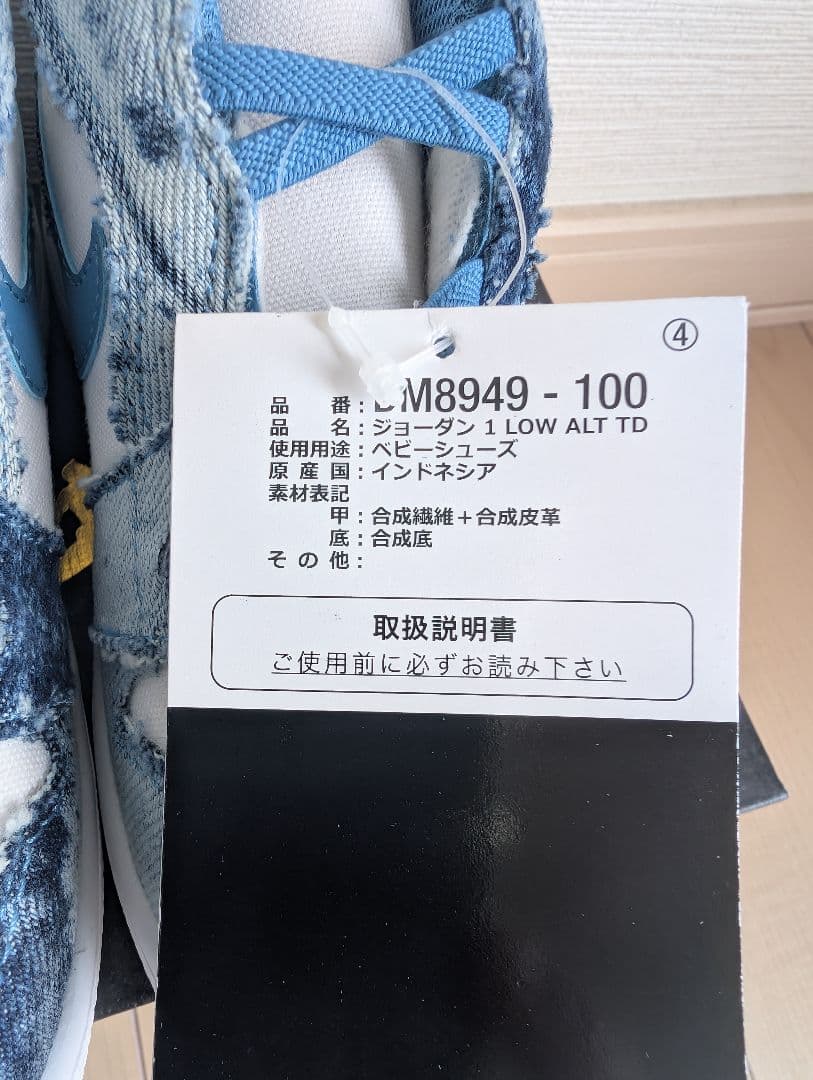 ④
品番：DM8949 - 100
品名：ジョーダン 1 LOW ALT TD
使用用途：ベビーシューズ
原産国：インドネシア
素材表記
甲：合成繊維＋合成皮革
底：合成底
その他：
取扱説明書
ご使用前に必ずお読み下さい